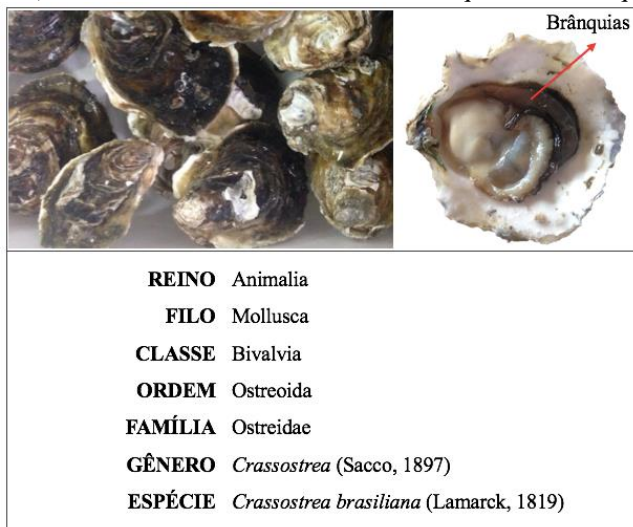 Brânquias
REINO Animalia
FILO Mollusca
CLASSE Bivalvia
ORDEM Ostreoida
FAMÍLIA Ostreidae
GÊNERO Crassostrea (Sacco, 1897)
ESPÉCIE Crassostrea brasiliana (Lamarck, 1819)